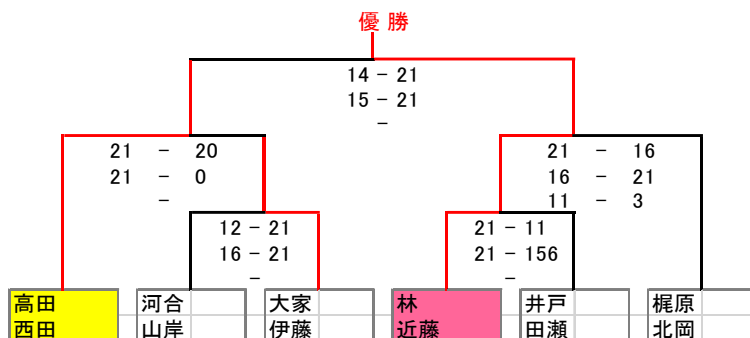 優勝
14 - 21
15 - 21
-
21 - 20
21 - 0
-
21 - 16
16 - 21
11 - 3
12 - 21
16 - 21
-
21 - 11
21 - 156
-
高田 河合 大家 林 井戸 梶原
西田 山岸 伊藤 近藤 田瀬 北岡